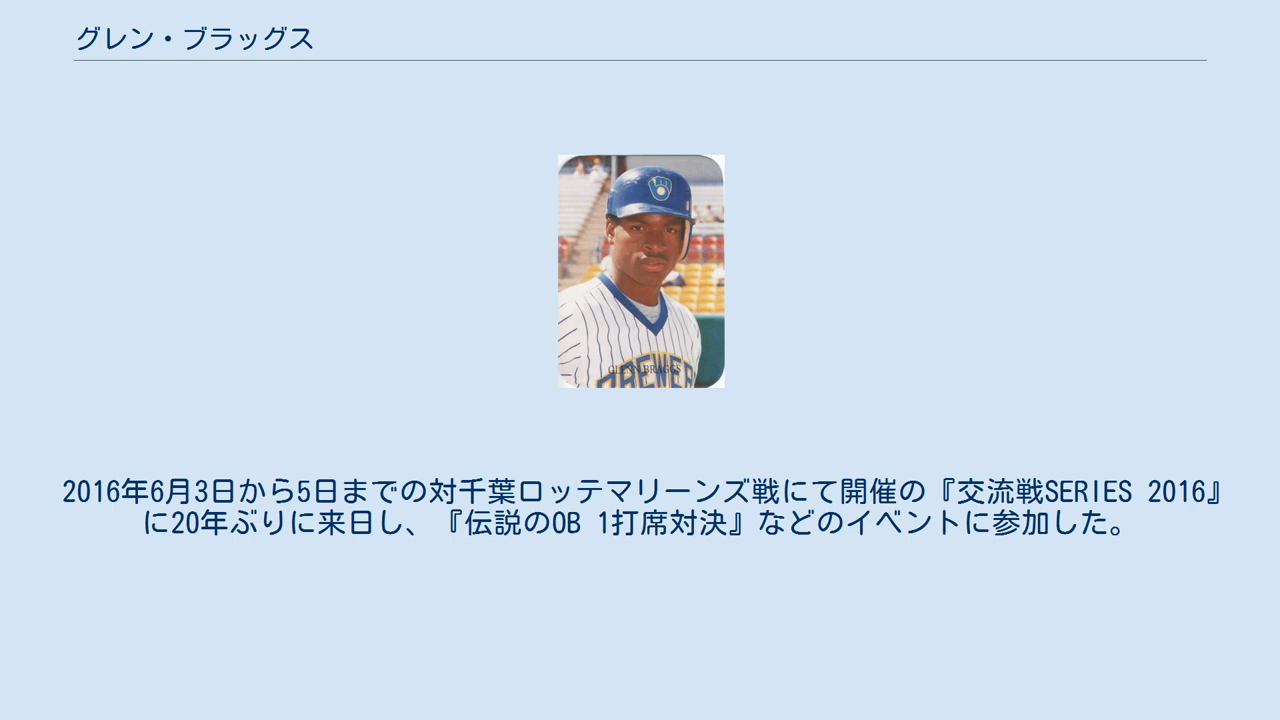 グレン・ブラッグス
GLENN BRAGGS
BREWER
2016年6月3日から5日までの対千葉ロッテマリーンズ戦にて開催の『交流戦SERIES 2016』
に20年ぶりに来日し、『伝説のOB 1打席対決』などのイベントに参加した。